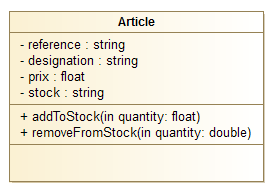 Article
- reference : string
- designation : string
- prix : float
- stock : string
+ addToStock(in quantity: float)
+ removeFromStock(in quantity: double)